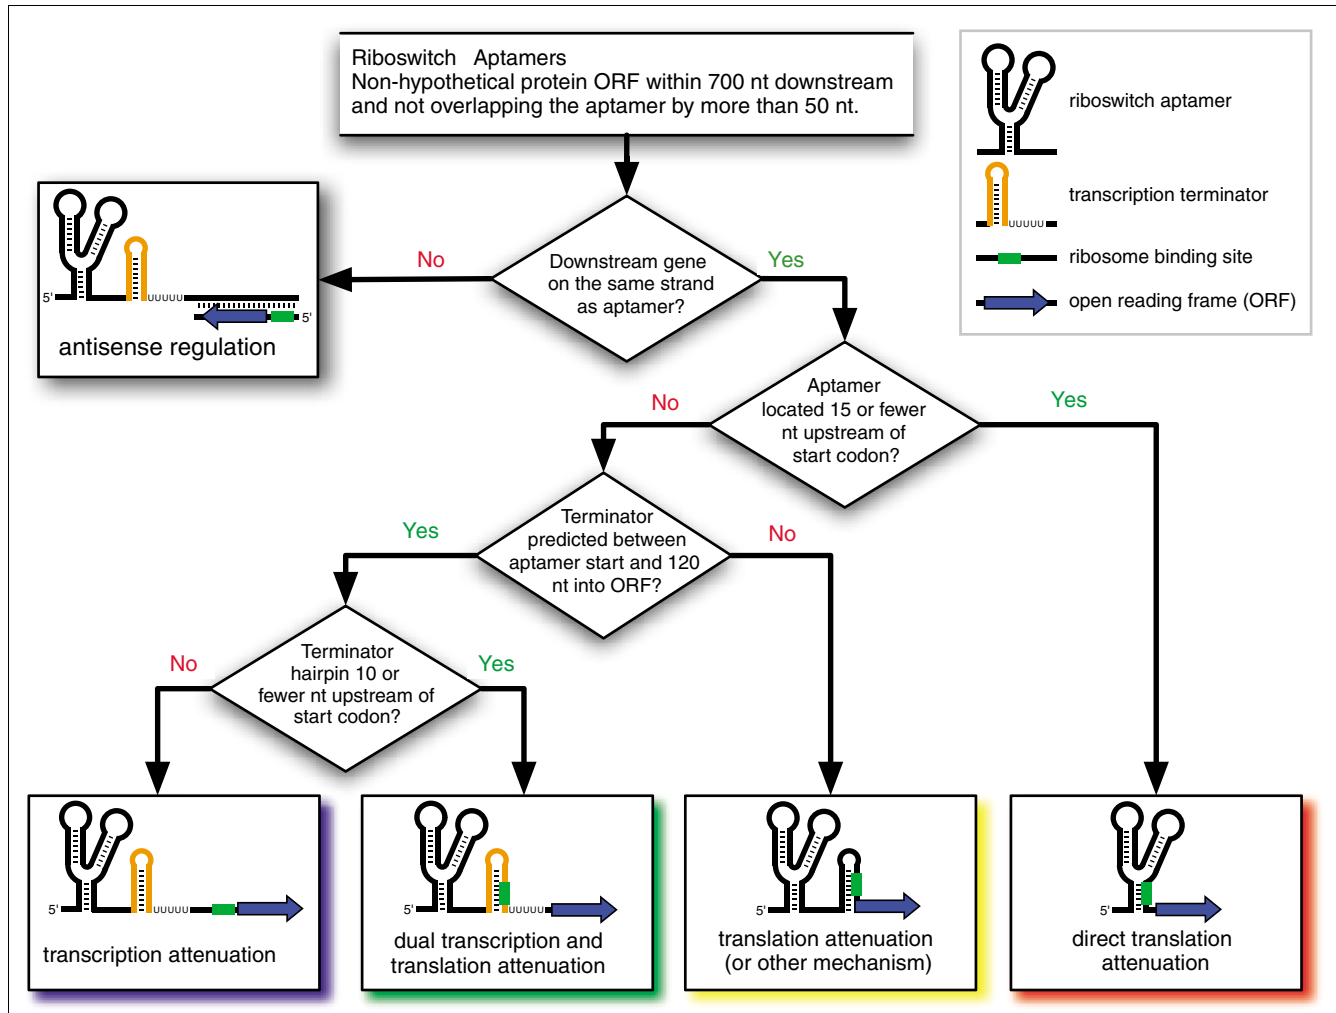 Riboswitch Aptamers
Non-hypothetical protein ORF within 700 nt downstream
and not overlapping the aptamer by more than 50 nt.
riboswitch aptamer
transcription terminator
UUUUU
ribosome binding site
open reading frame (ORF)
No
Yes
Downstream gene
on the same strand
as aptamer?
5'
UUUUU
5'
antisense regulation
No
Yes
Aptamer
located 15 or fewer
nt upstream of
start codon?
Yes
No
Terminator
predicted between
aptamer start and 120
nt into ORF?
No
Yes
Terminator
hairpin 10 or
fewer nt upstream of
start codon?
5'
UUUUU
transcription attenuation
5'
UUUUU
dual transcription and
translation attenuation
5'
translation attenuation
(or other mechanism)
5'
direct translation
attenuation